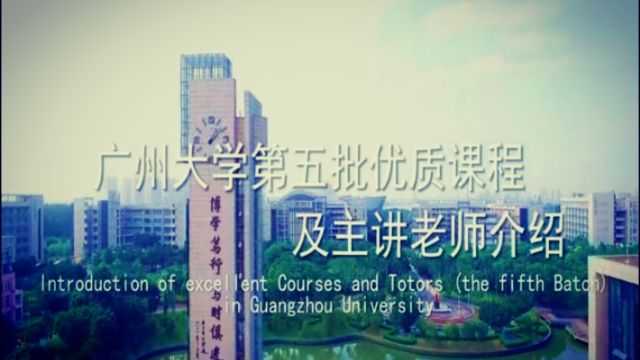 广州大学第五批优质课程
及主讲老师介绍
Introduction of excellent Courses and Totors (the fifth Batch)
in Guangzhou University
博学笃行
与时俱进